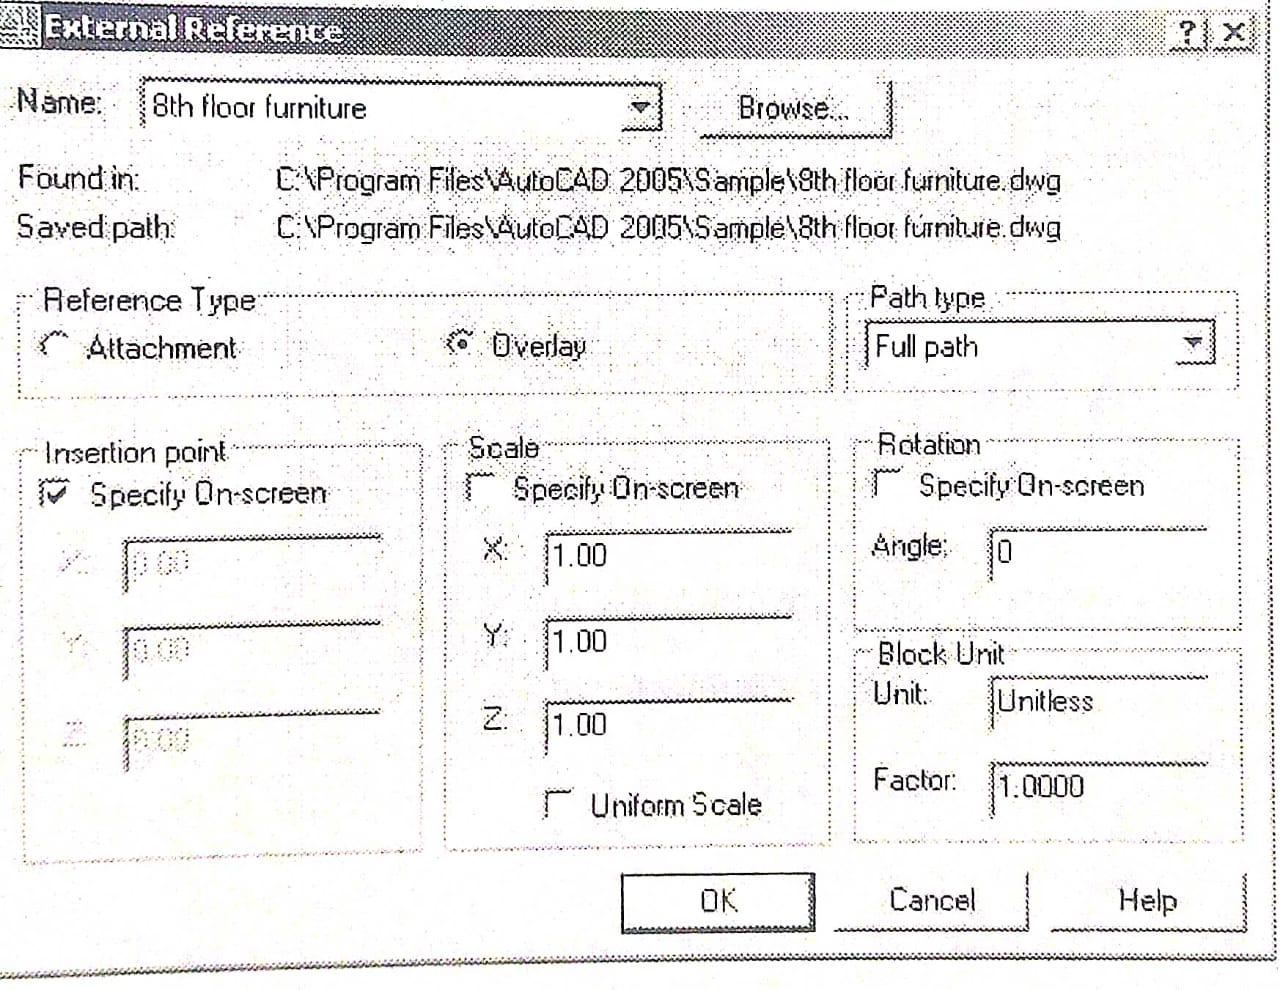 External Reference
? X
Name: 8th floor furniture Browse...
Found in: C:\Program Files\AutoCAD 2005\Sample\8th floor furniture.dwg
Saved path: C:\Program Files\AutoCAD 2005\Sample\8th floor furniture.dwg
Reference Type
Attachment Overlay
Path type
Full path
Insertion point
Specify On-screen
X: 0.00
Y: 0.00
Z: 0.00
Scale
Specify On-screen
X: 1.00
Y: 1.00
Z: 1.00
Uniform Scale
Rotation
Specify On-screen
Angle: 0
Block Unit
Unit: Unitless
Factor: 1.0000
OK Cancel Help